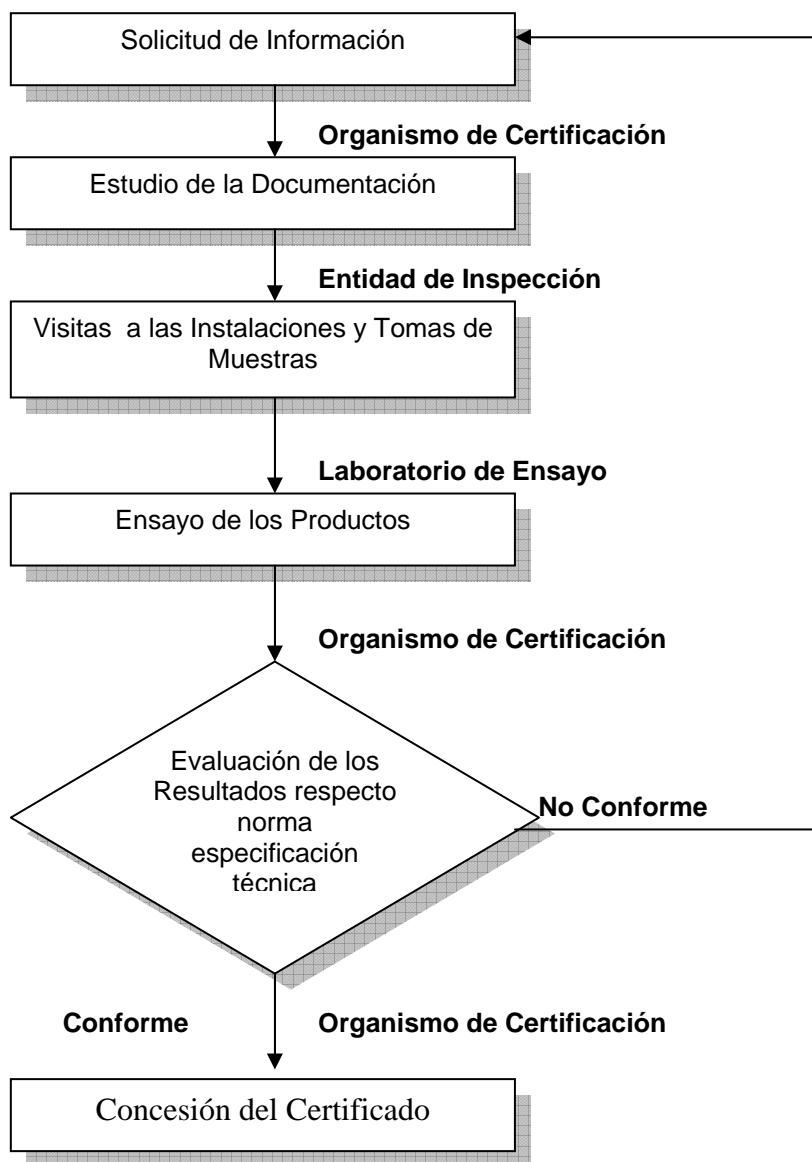 Solicitud de Información
Organismo de Certificación
Estudio de la Documentación
Entidad de Inspección
Visitas a las Instalaciones y Tomas de
Muestras
Laboratorio de Ensayo
Ensayo de los Productos
Organismo de Certificación
Evaluación de los
Resultados respecto
norma
especificación
técnica
No Conforme
Conforme
Organismo de Certificación
Concesión del Certificado